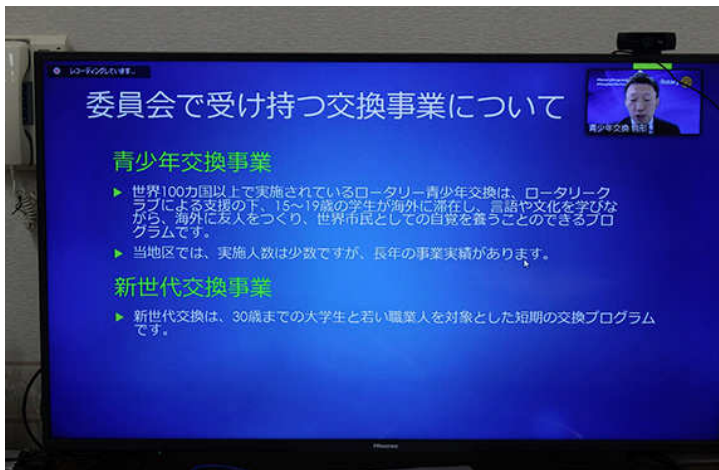 レコーディングしています...
委員会で受け持つ交換事業について
青少年交換事業
▶ 世界100カ国以上で実施されているロータリー青少年交換は、ロータリーク
ラブによる支援の下、15～19歳の学生が海外に滞在し、言語や文化を学びな
がら、海外に友人をつくり、世界市民としての自覚を養うことのできるプロ
グラムです。
▶ 当地区では、実施人数は少数ですが、長年の事業実績があります。
新世代交換事業
▶ 新世代交換は、30歳までの大学生と若い職業人を対象とした短期の交換プログラム
です。
Rotary
青少年交換
Hisense